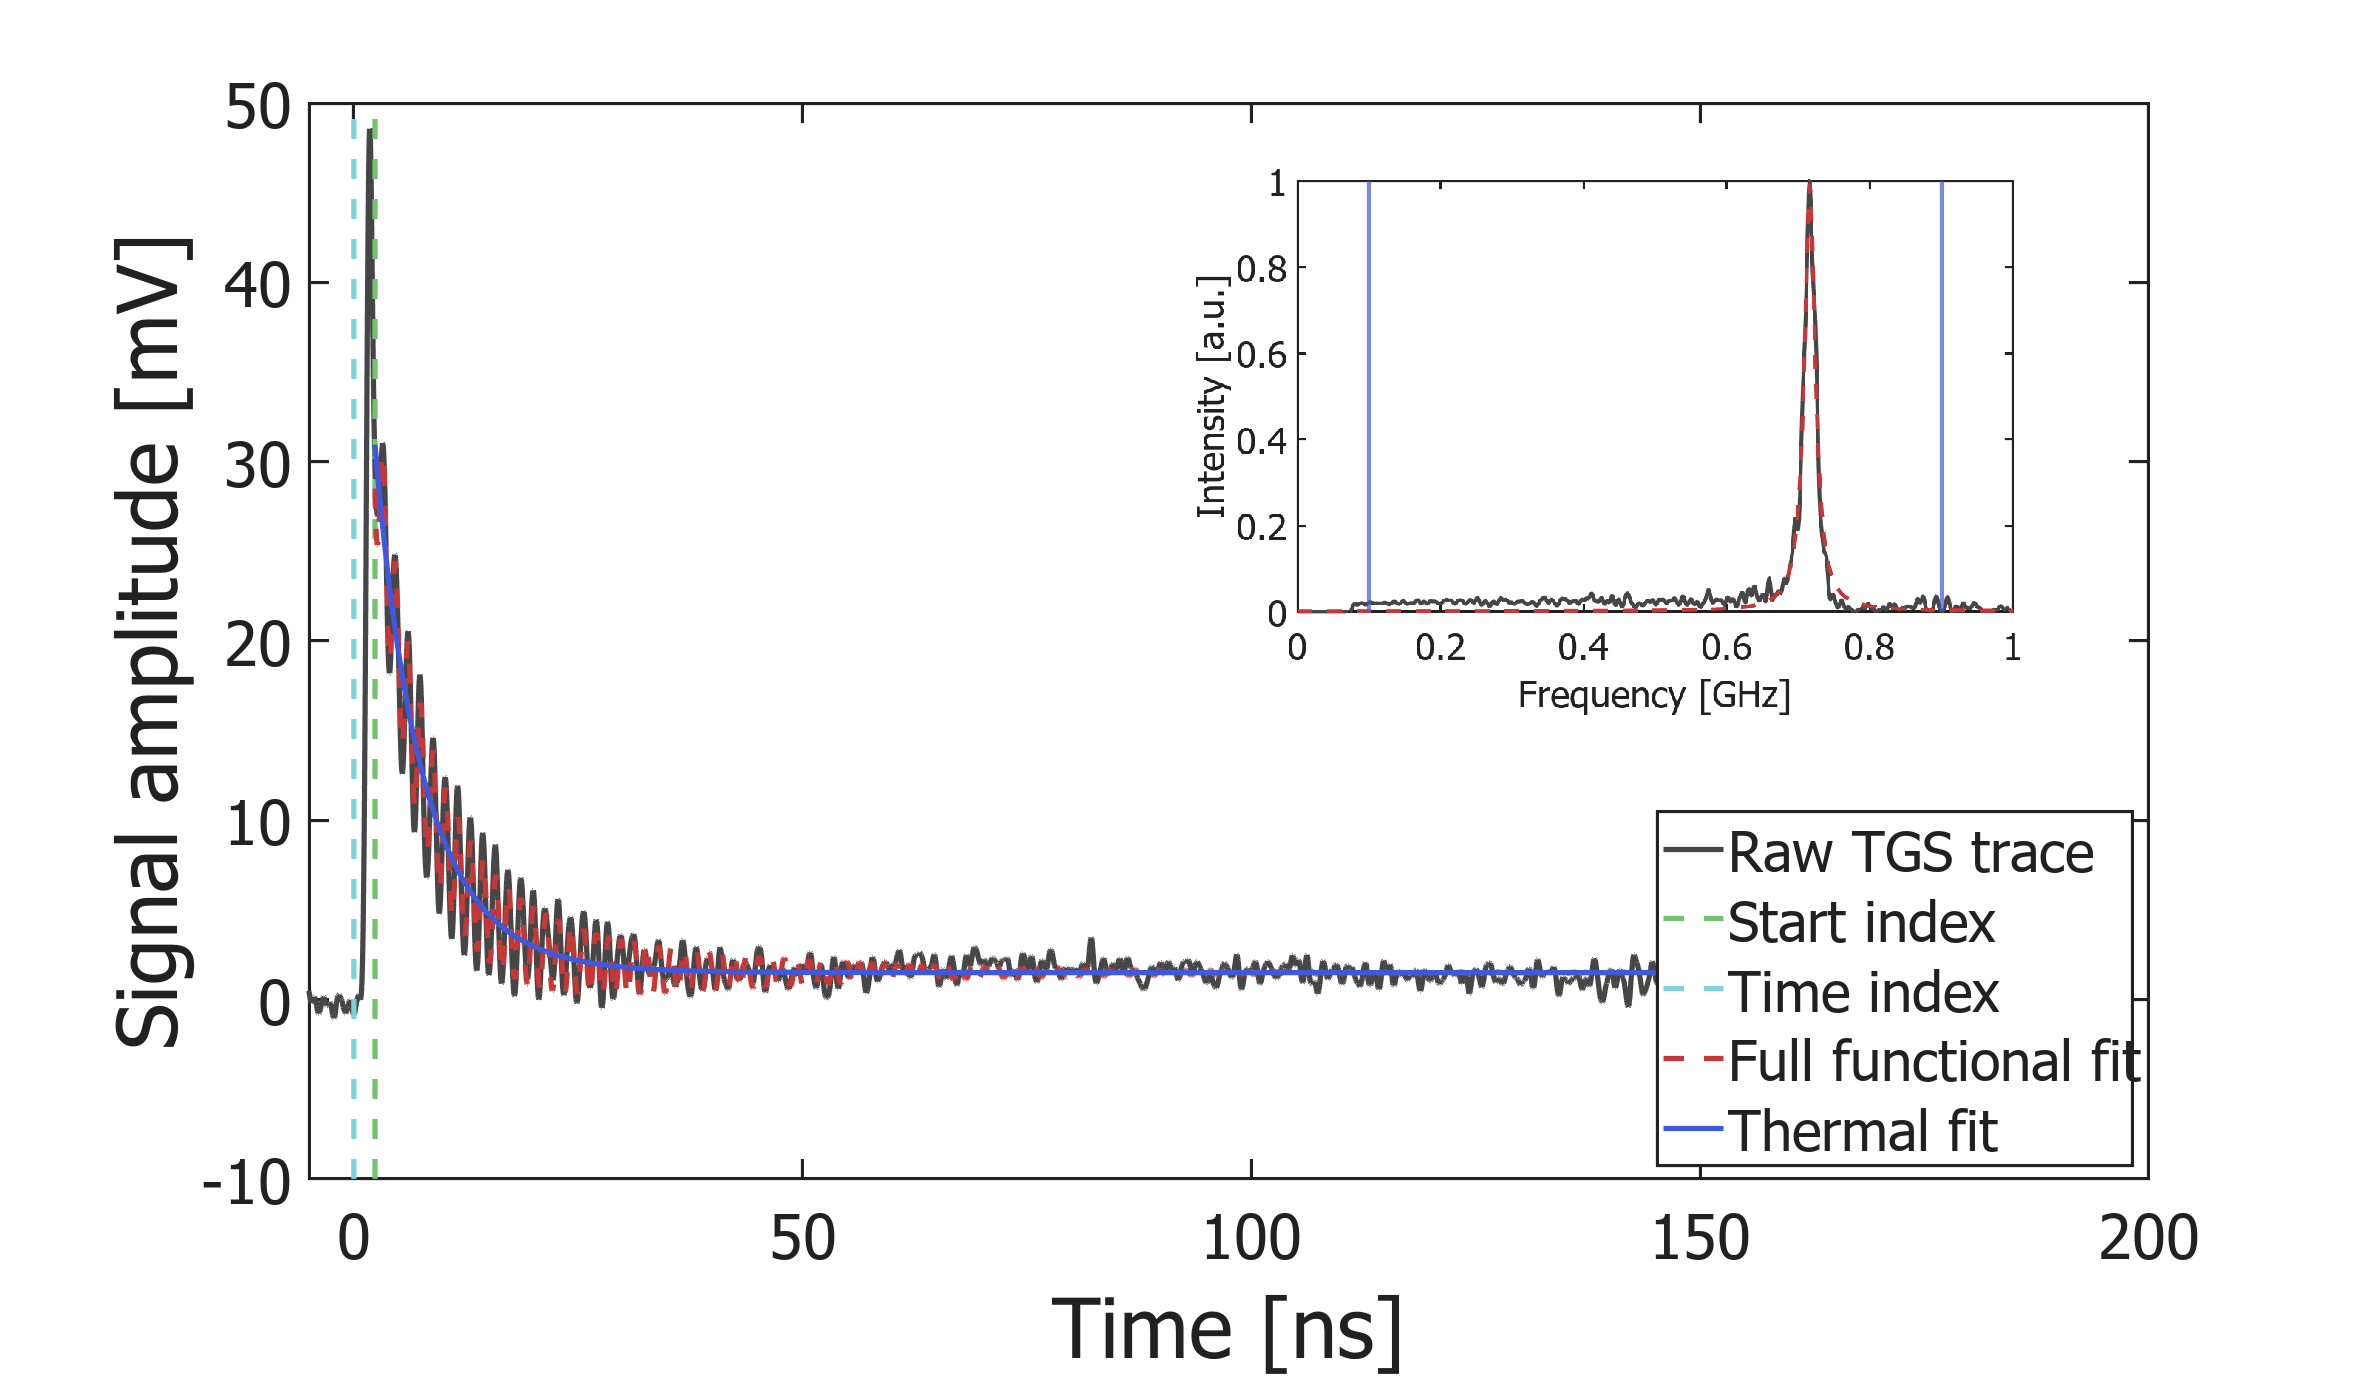 Signal amplitude [mV]
50
40
30
20
10
0
-10
0
50
100
150
200
Time [ns]
Intensity [a.u.]
1
0.8
0.6
0.4
0.2
0
0
0.2
0.4
0.6
0.8
1
Frequency [GHz]
Raw TGS trace
Start index
Time index
Full functional fit
Thermal fit